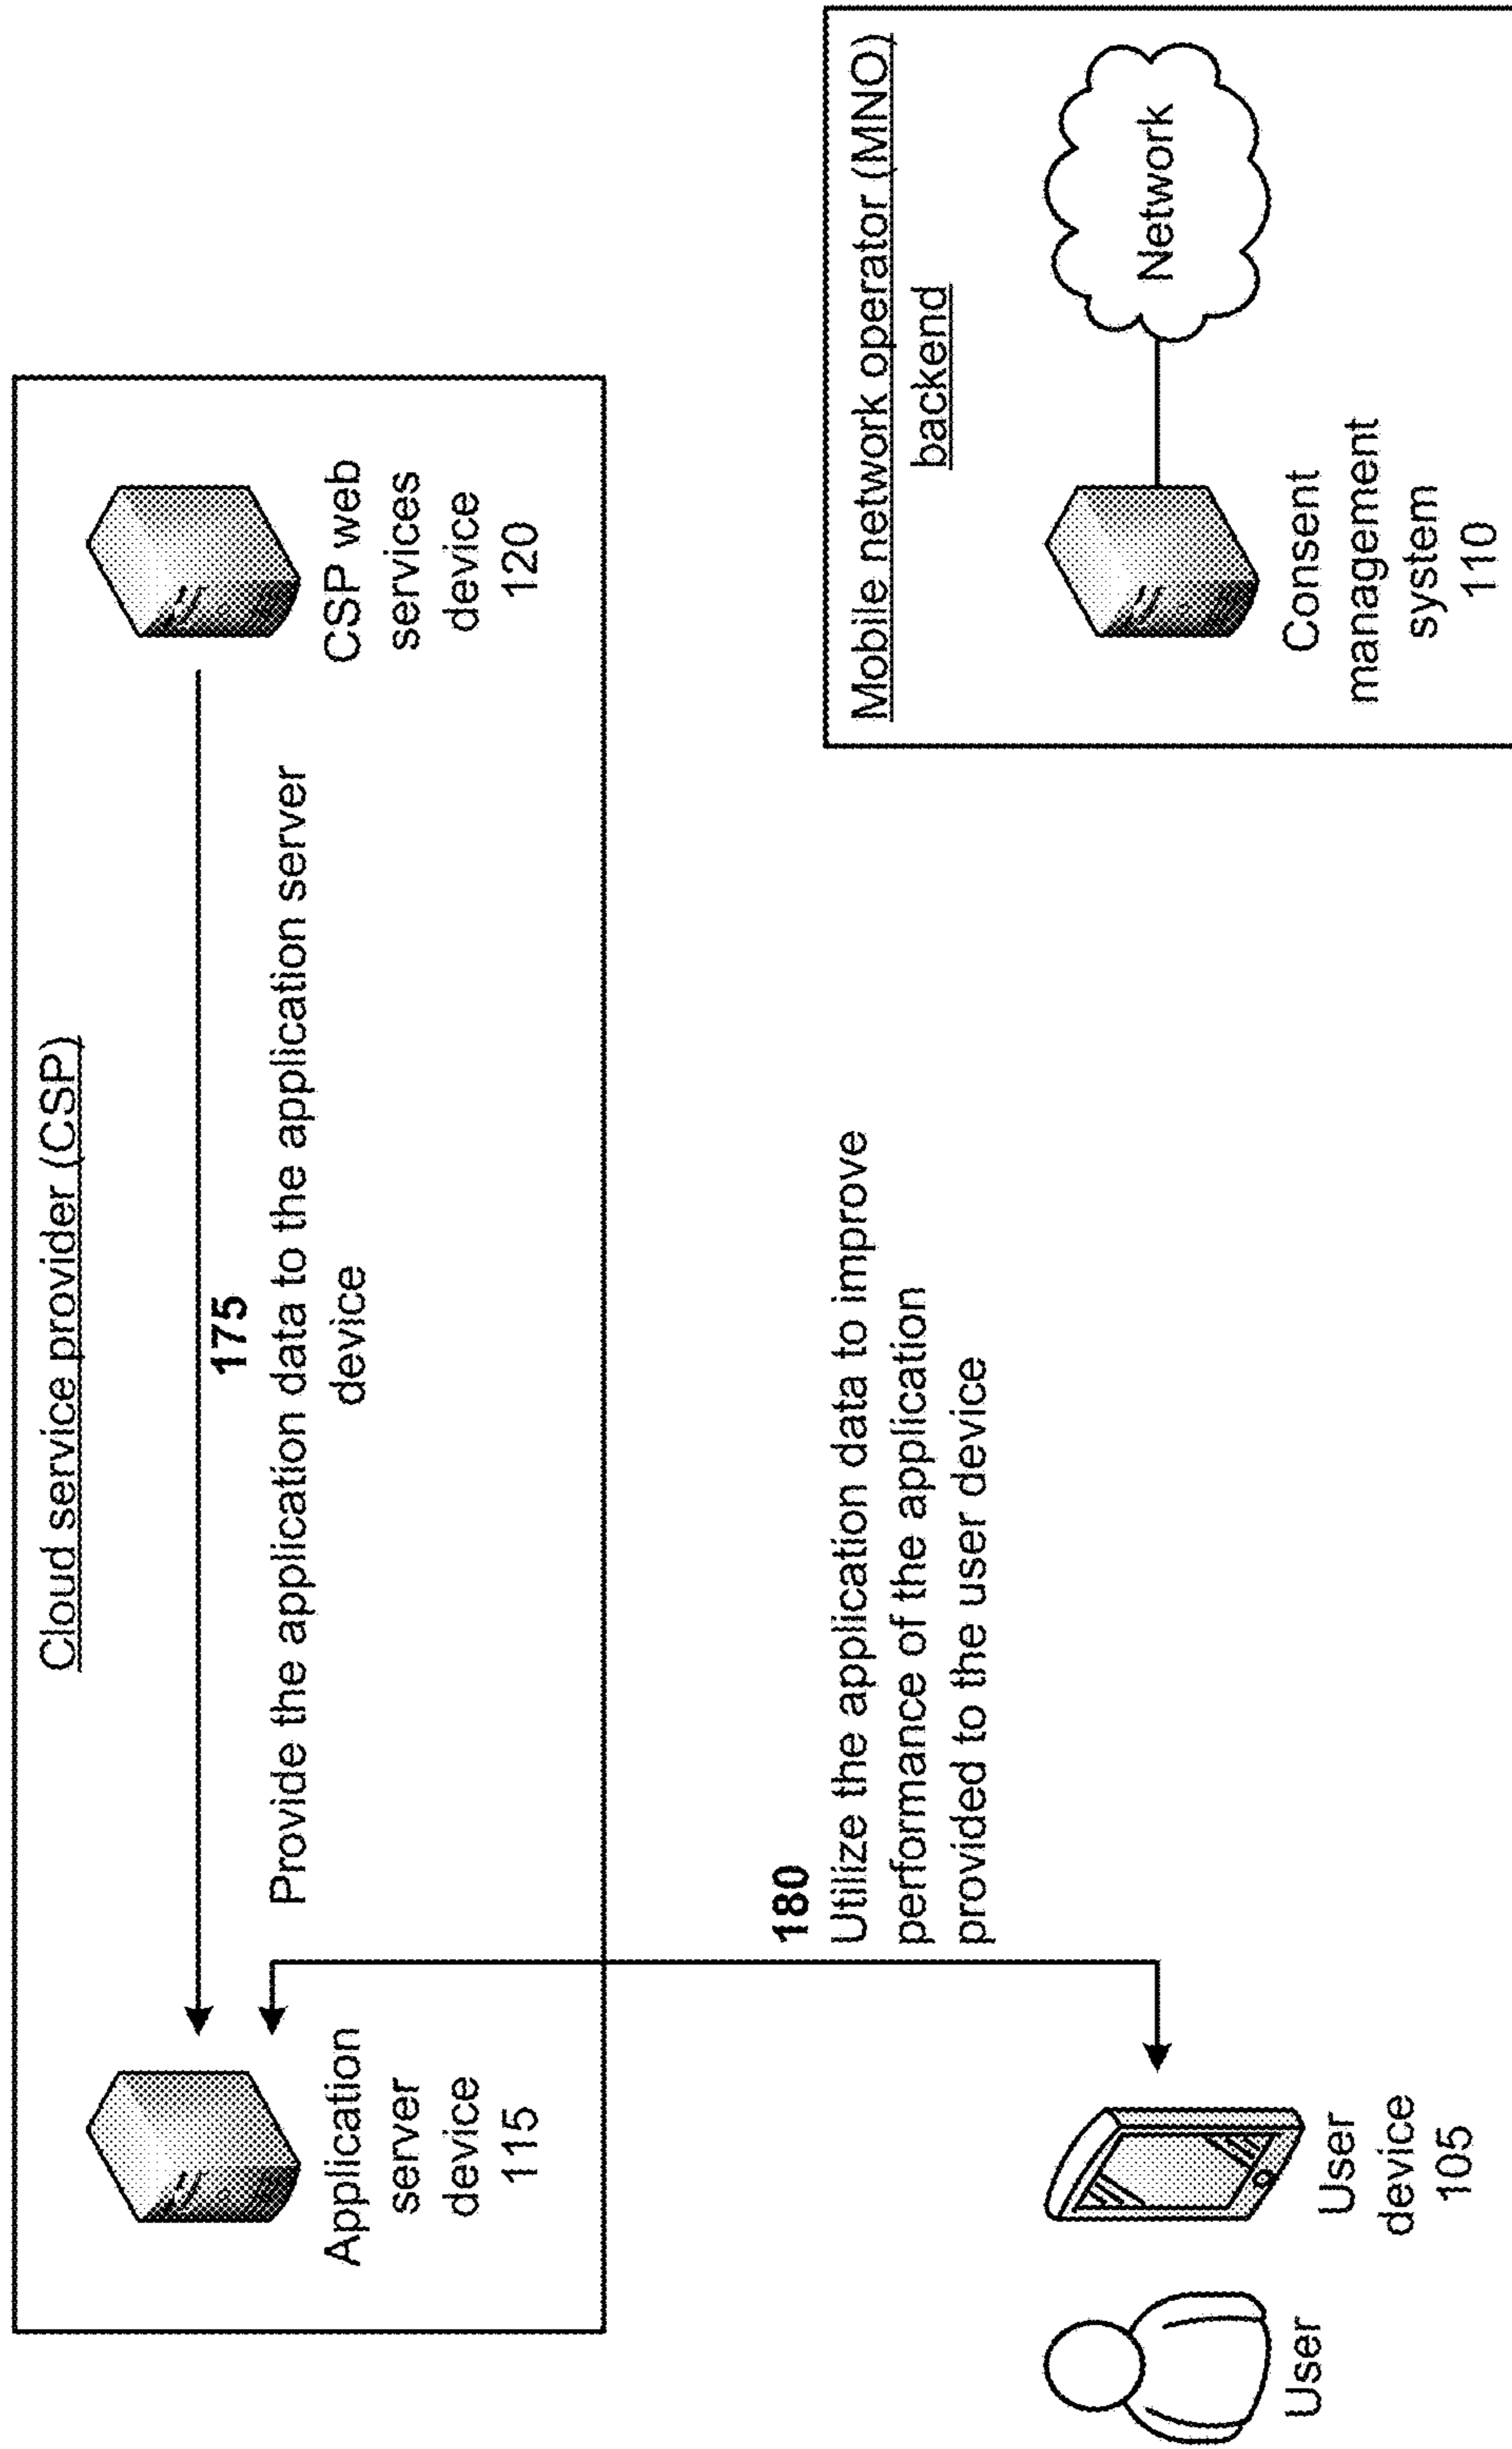 Cloud service provider (CSP)
175
Provide the application data to the application server
device
Application
server
device
115
CSP web
services
device
120
180
Utilize the application data to improve
performance of the application
provided to the user device
User
User
device
105
Mobile network operator (MNO)
backend
Network
Consent
management
system
110